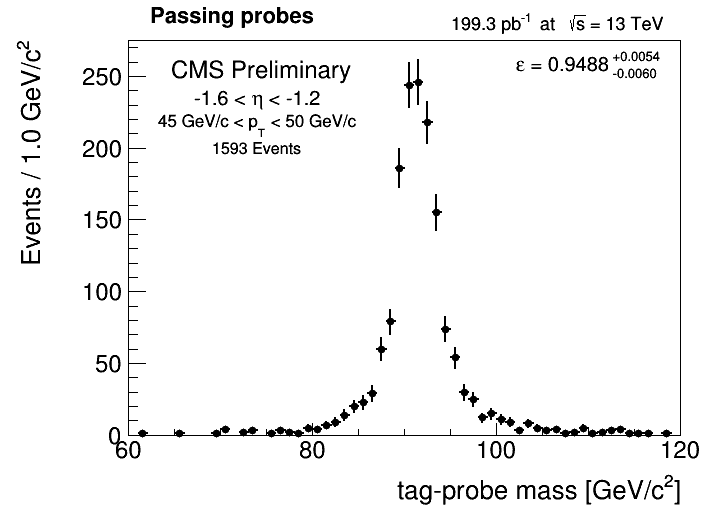 Passing probes
199.3 pb-1 at √s = 13 TeV
CMS Preliminary
-1.6 < η < -1.2
45 GeV/c < pT < 50 GeV/c
1593 Events
ε = 0.9488 +0.0054 -0.0060
Events / 1.0 GeV/c2
250
200
150
100
50
0
60 80 100 120
tag-probe mass [GeV/c2]